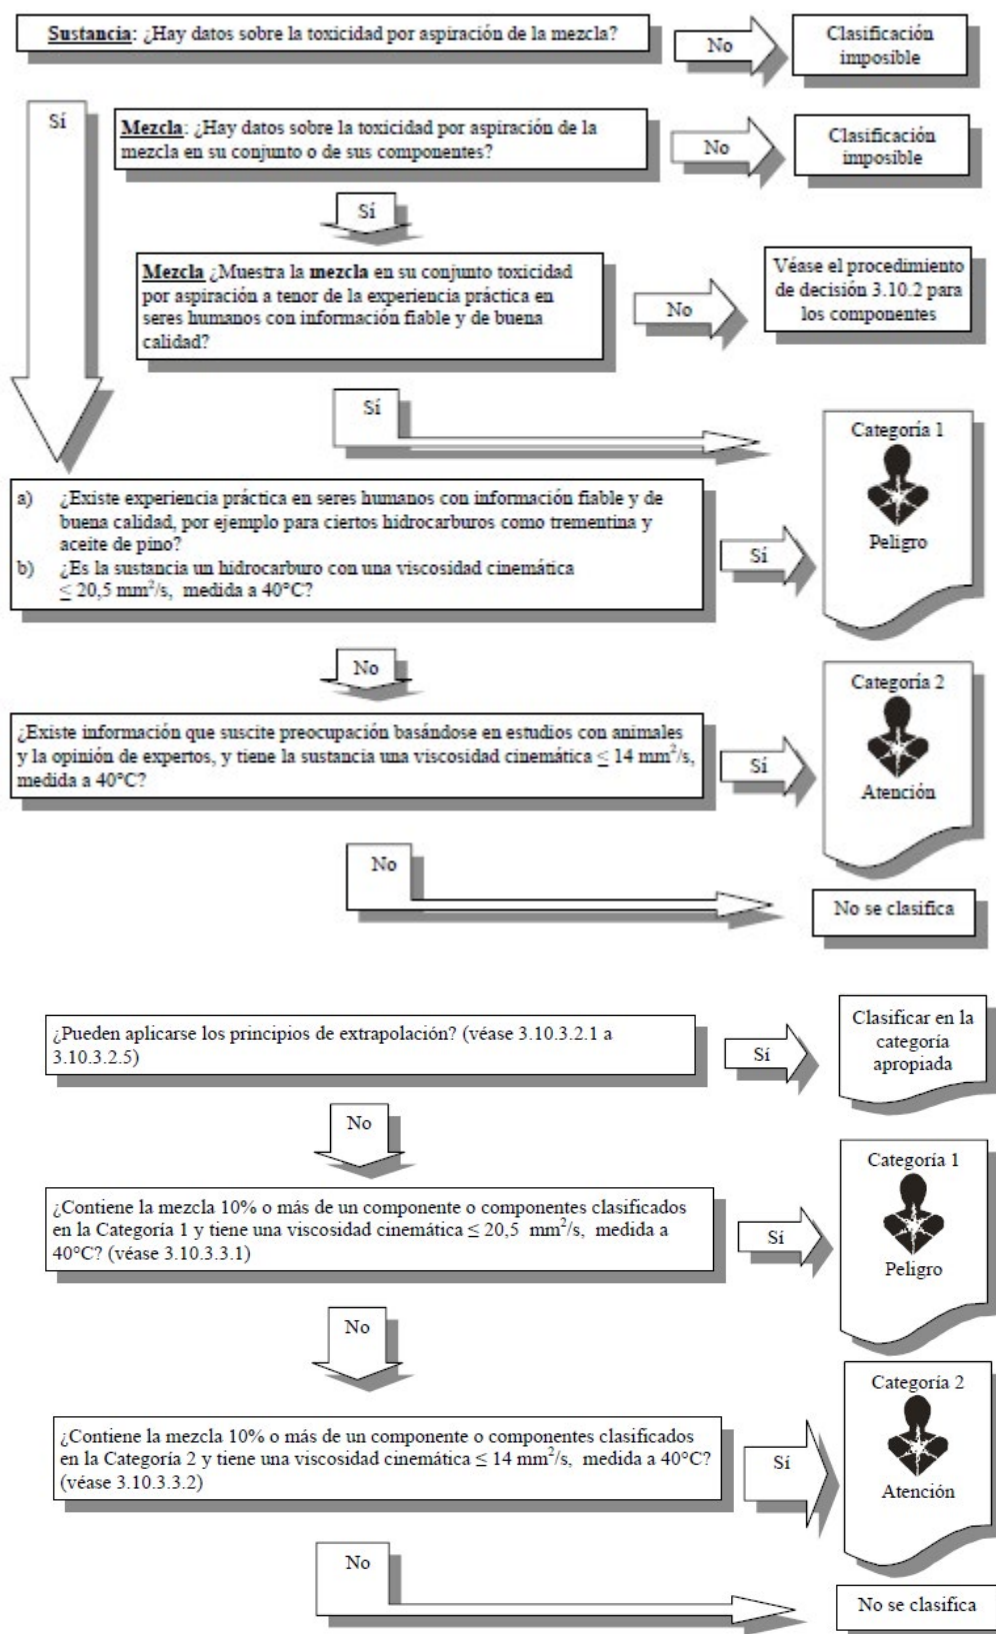 Sustancia: ¿Hay datos sobre la toxicidad por aspiración de la mezcla?
No
Clasificación
imposible
Sí
Mezcla: ¿Hay datos sobre la toxicidad por aspiración de la
mezcla en su conjunto o de sus componentes?
No
Clasificación
imposible
Sí
Mezcla ¿Muestra la mezcla en su conjunto toxicidad
por aspiración a tenor de la experiencia práctica en
seres humanos con información fiable y de buena
calidad?
No
Véase el procedimiento
de decisión 3.10.2 para
los componentes
Sí
Categoría 1
Peligro
a) ¿Existe experiencia práctica en seres humanos con información fiable y de
buena calidad, por ejemplo para ciertos hidrocarburos como trementina y
aceite de pino?
b) ¿Es la sustancia un hidrocarburo con una viscosidad cinemática
≤ 20,5 mm²/s, medida a 40°C?
Sí
No
Categoría 2
Atención
¿Existe información que suscite preocupación basándose en estudios con animales
y la opinión de expertos, y tiene la sustancia una viscosidad cinemática ≤ 14 mm²/s,
medida a 40°C?
Sí
No
No se clasifica
¿Pueden aplicarse los principios de extrapolación? (véase 3.10.3.2.1 a
3.10.3.2.5)
Sí
Clasificar en la
categoría
apropiada
No
¿Contiene la mezcla 10% o más de un componente o componentes clasificados
en la Categoría 1 y tiene una viscosidad cinemática ≤ 20,5 mm²/s, medida a
40°C? (véase 3.10.3.3.1)
Sí
Categoría 1
Peligro
No
¿Contiene la mezcla 10% o más de un componente o componentes clasificados
en la Categoría 2 y tiene una viscosidad cinemática ≤ 14 mm²/s, medida a 40°C?
(véase 3.10.3.3.2)
Sí
Categoría 2
Atención
No
No se clasifica